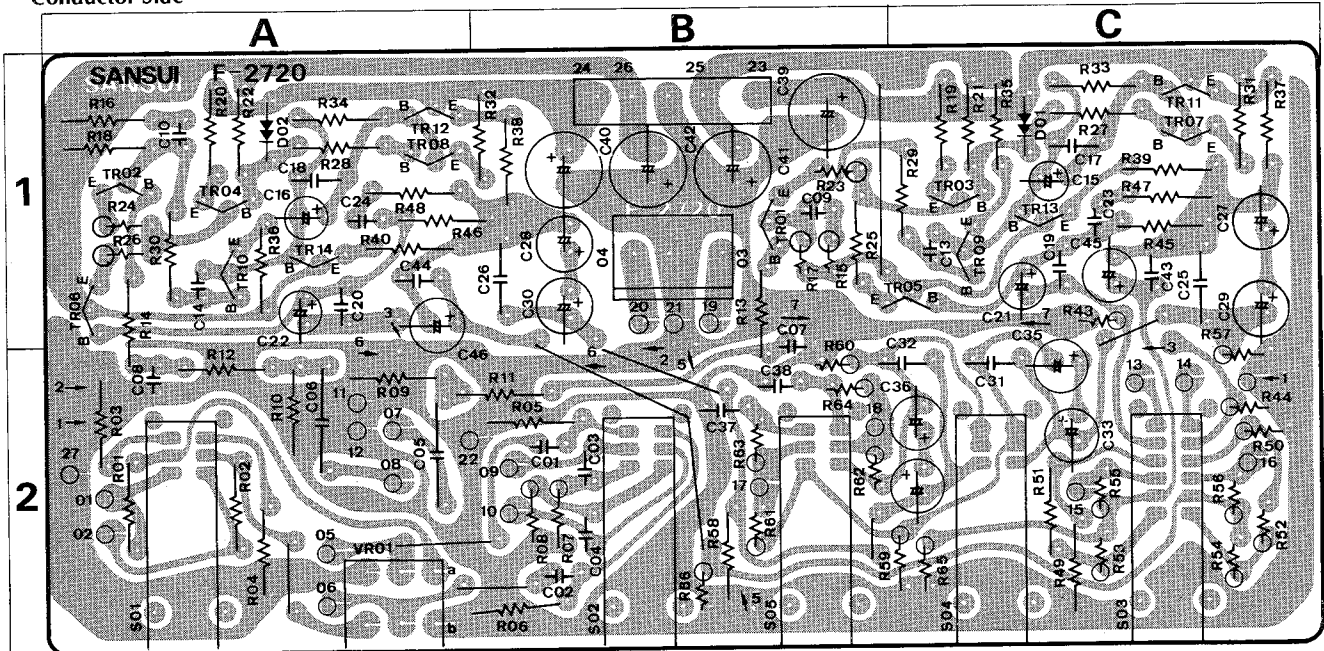 Conductor Side
A B C
1
2
SANSUI F-2720
24 26 25 23
C39
R16
R18
C10
R20
R22
D02
R34
R28
C18
B TR12 E
TR08
B E
R32
R38
C40
C42
C41
R23
C09
R29
R19
R21
R35
D01
R33
R27
C17
B E
TR11
TR07
B E
R31
R37
TR02
E B
R24
R26
R30
TR04
E B
C16
R36
TR14
B E
C24
R48
R46
R40
C44
C26
C28
C30
F-2720
04 03
E
TR01
B
R17
R15
R25
TR03
E B
C13
E
TR09
B
C15
TR13
B E
C19
C23
C45
R39
R47
R45
C43
C25
C27
C29
TR06
E
B
R14
C14
E
TR10
B
C22
C20
3
C46
20 21 19
R13
7
C07
TR05
E B
C21
C35
7
R43
R57
C08
R12
6
6
2
5
R60
C38
C32
C31
3
13 14
1
2
1
R03
R10
C06
11
12
R09
07
08
C05
R11
R05
22
09
10
C01
C03
C37
R63
R64
18
C36
C33
R44
R50
16
27
01
02
R01
R02
R04
05
06
VR01
a
b
R08
R07
C04
C02
R06
R58
17
R61
R62
R59
R65
R51
15
R55
R49
R53
R56
R54
R52
R66
5
S01
S02
S05
S04
S03